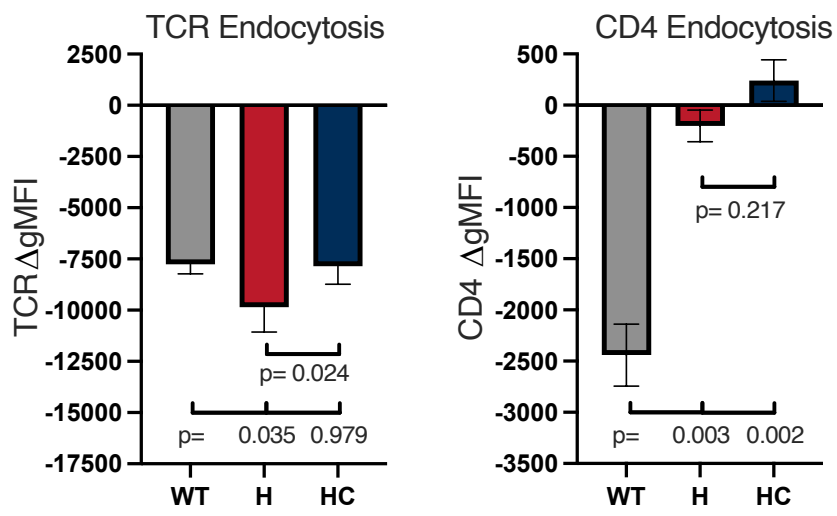 TCR Endocytosis
TCR ΔgMFI
2500
0
-2500
-5000
-7500
-10000
-12500
-15000
-17500
p= 0.024
p= 0.035 0.979
WT H HC
CD4 Endocytosis
CD4 ΔgMFI
500
0
-500
-1000
-1500
-2000
-2500
-3000
-3500
p= 0.217
p= 0.003 0.002
WT H HC